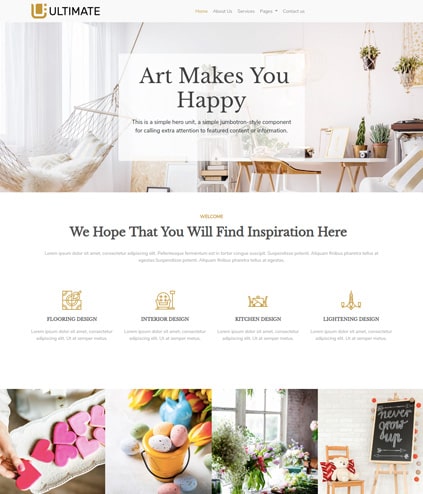 ULTIMATE
Home About Us Services Pages Contact us
Art Makes You
Happy
This is a simple hero unit, a simple jumbotron-style component
for calling extra attention to featured content or information.
WELCOME
We Hope That You Will Find Inspiration Here
Lorem ipsum dolor sit amet, consectetur adipiscing elit. Pellentesque fermentum sed in tortor congue suscipit. Aliquam finibus pharetra tellus at
egestas Suspendisse potenti. Aliquam finibus pharetra tellus at egestas.
FLOORING DESIGN
Lorem ipsum dolor sit amet, consectetur
adipiscing elt. Ut at semper metus.
INTERIOR DESIGN
Lorem ipsum dolor sit amet, consectetur
adipiscing elit. Ut at semper metus.
KITCHEN DESIGN
Lorem ipsum dolor sit amet, consectetur
adipiscing elit. Ut at semper metus.
LIGHTENING DESIGN
Lorem ipsum dolor sit amet, consectetur
adipiscing elit. Ut at semper metus.
never
grow
up